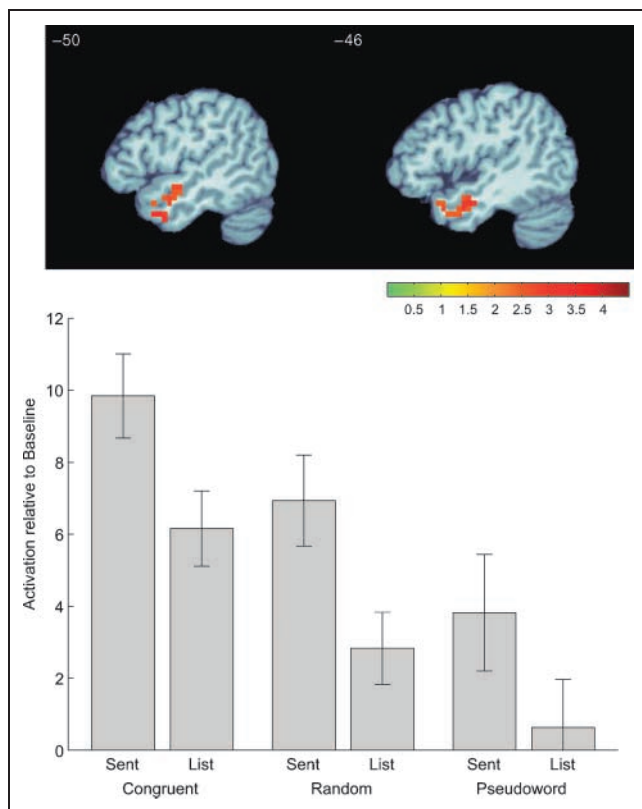 −50 −46
0.5 1 1.5 2 2.5 3 3.5 4
12
10
8
6
4
2
0
Activation relative to Baseline
Sent List Sent List Sent List
Congruent Random Pseudoword